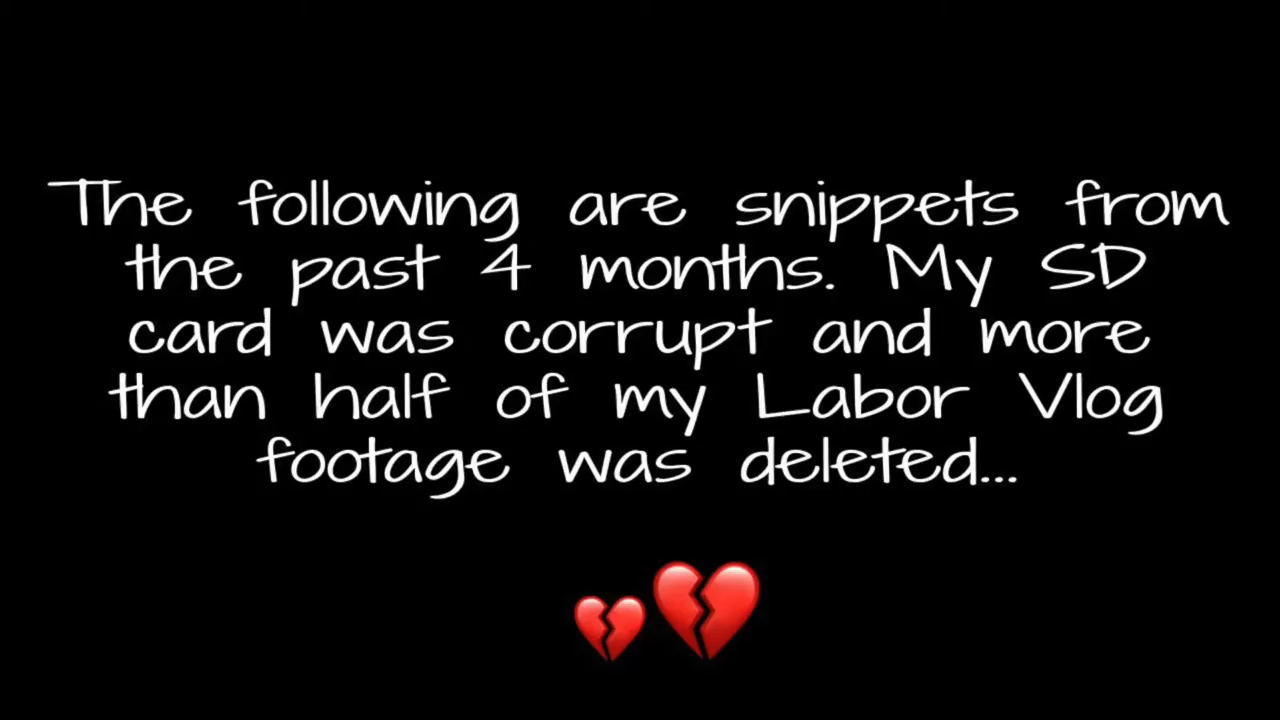 The following are snippets from
the past 4 months. My SD
card was corrupt and more
than half of my Labor Vlog
footage was deleted...